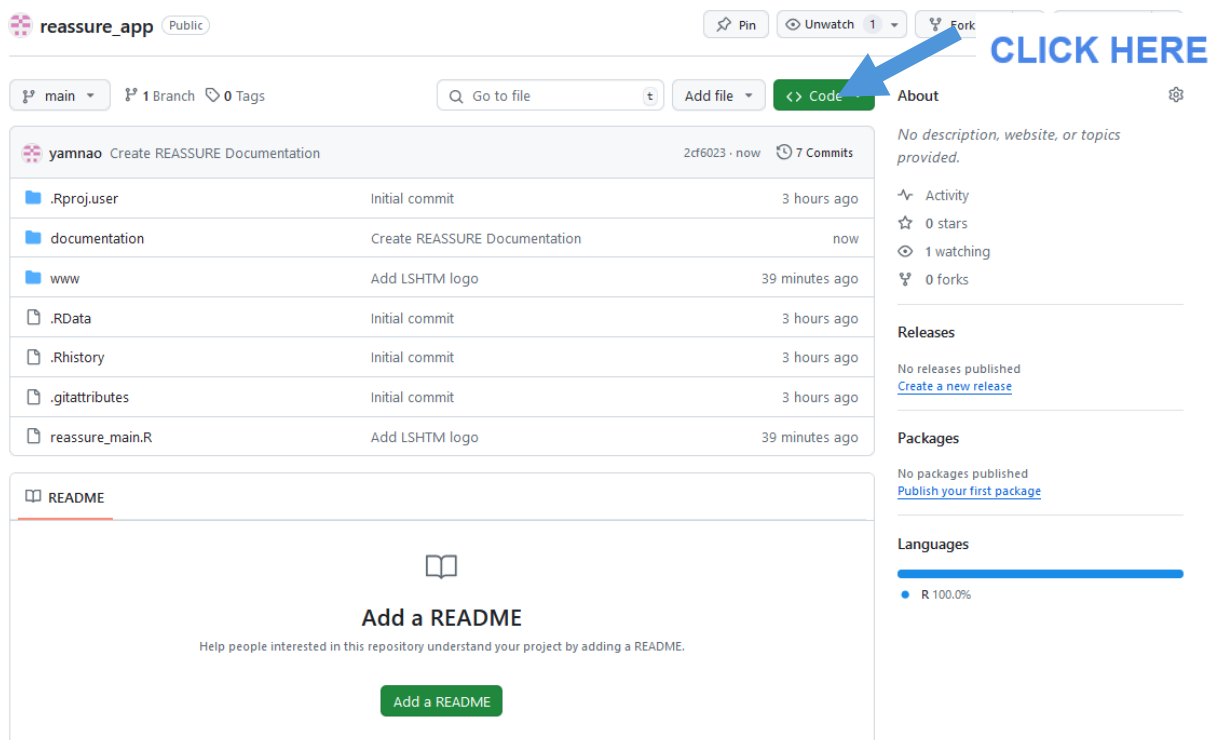 reassure_app Public
Pin
Unwatch 1
Fork
CLICK HERE
main
1 Branch
0 Tags
Go to file t
Add file
<> Code
About
No description, website, or topics
provided.
yamnao Create REASSURE Documentation 2cf6023 · now 7 Commits
.Rproj.user Initial commit 3 hours ago
documentation Create REASSURE Documentation now
www Add LSHTM logo 39 minutes ago
.RData Initial commit 3 hours ago
.Rhistory Initial commit 3 hours ago
.gitattributes Initial commit 3 hours ago
reassure_main.R Add LSHTM logo 39 minutes ago
Activity
0 stars
1 watching
0 forks
Releases
No releases published
Create a new release
Packages
No packages published
Publish your first package
Languages
R 100.0%
README
Add a README
Help people interested in this repository understand your project by adding a README.
Add a README